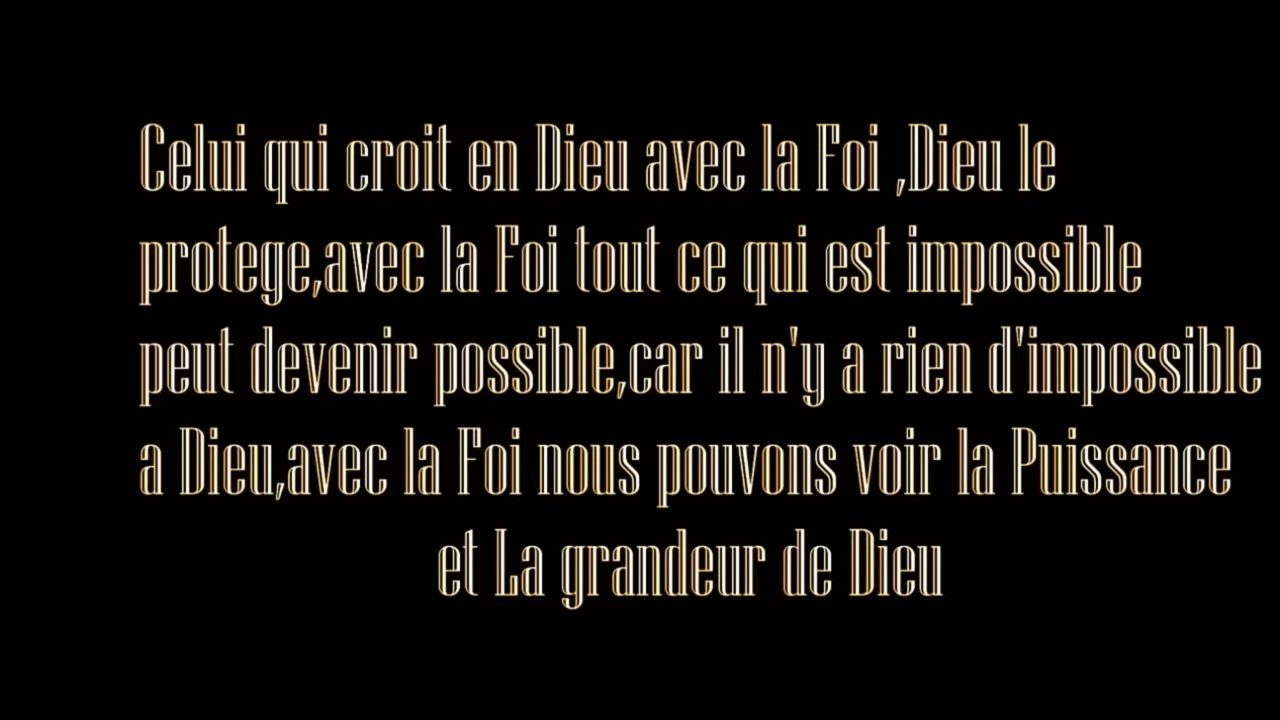 Celui qui croit en Dieu avec la Foi ,Dieu le
protege,avec la Foi tout ce qui est impossible
peut devenir possible,car il n'y a rien d'impossible
a Dieu,avec la Foi nous pouvons voir la Puissance
et La grandeur de Dieu